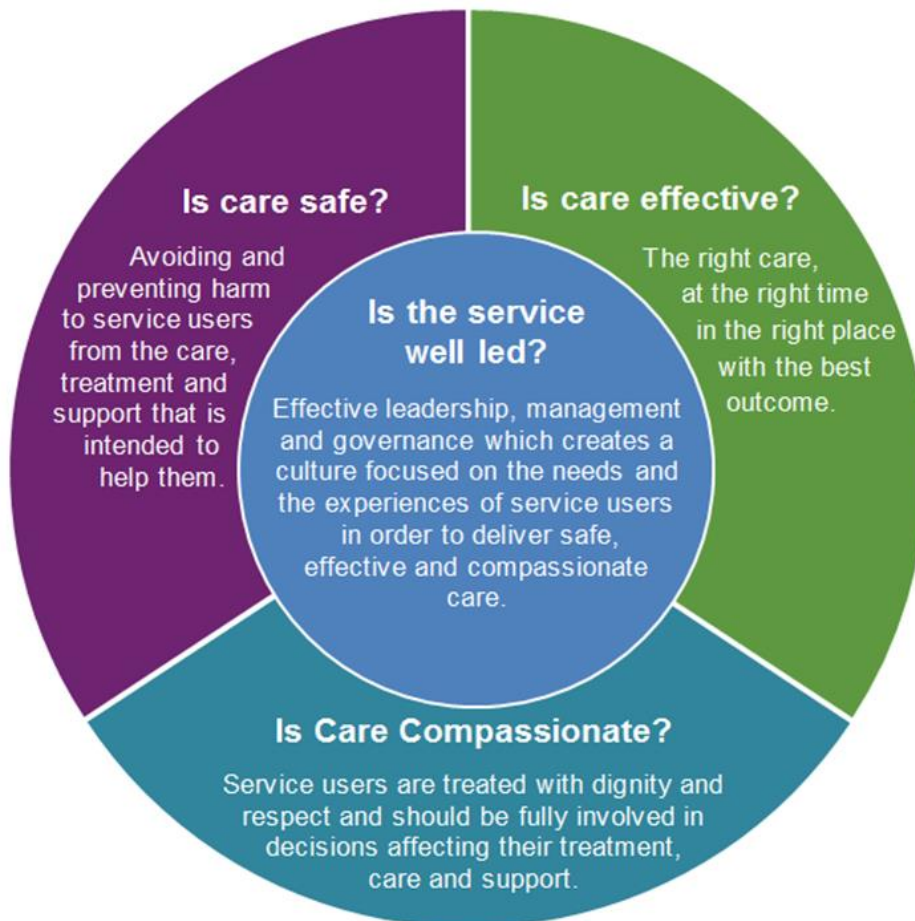 Is care safe?
Avoiding and
preventing harm
to service users
from the care,
treatment and
support that is
intended to
help them.
Is care effective?
The right care,
at the right time
in the right place
with the best
outcome.
Is the service
well led?
Effective leadership, management
and governance which creates a
culture focused on the needs and
the experiences of service users
in order to deliver safe,
effective and compassionate
care.
Is Care Compassionate?
Service users are treated with dignity and
respect and should be fully involved in
decisions affecting their treatment,
care and support.